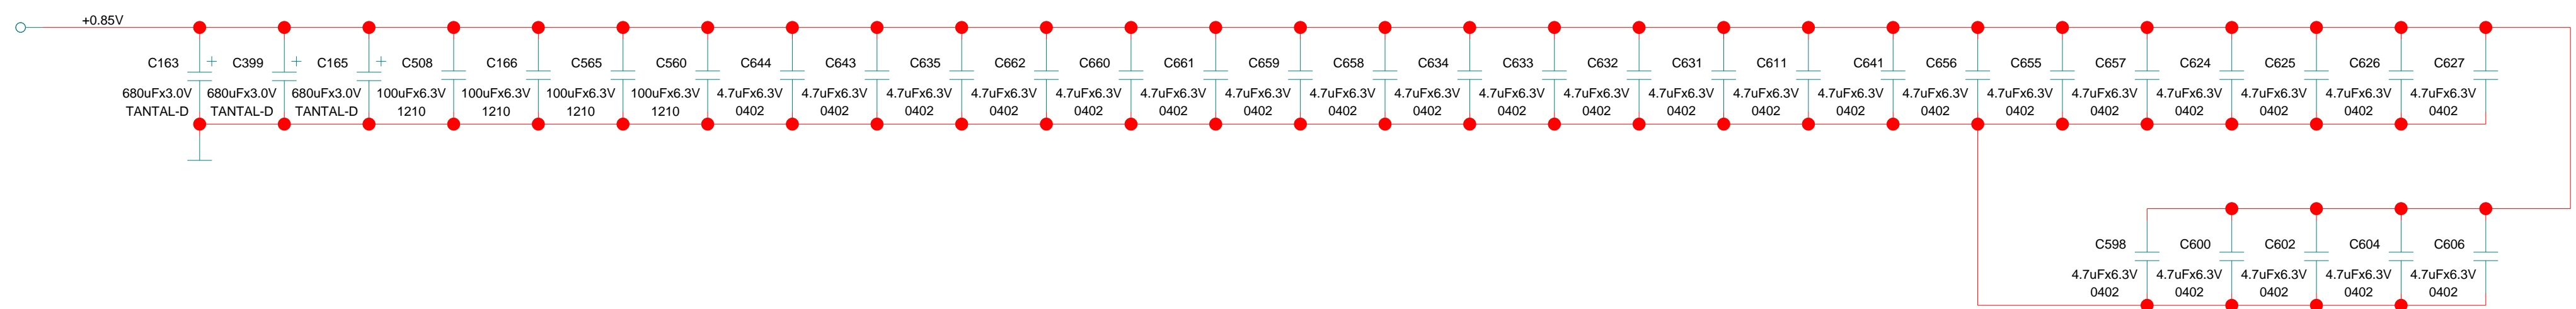 +0.85V
C163 C399 C165 C508 C166 C565 C560 C644 C643 C635 C662 C660 C661 C659 C658 C634 C633 C632 C631 C611 C641 C656 C655 C657 C624 C625 C626 C627
680uFx3.0V 680uFx3.0V 680uFx3.0V 100uFx6.3V 100uFx6.3V 100uFx6.3V 100uFx6.3V 4.7uFx6.3V 4.7uFx6.3V 4.7uFx6.3V 4.7uFx6.3V 4.7uFx6.3V 4.7uFx6.3V 4.7uFx6.3V 4.7uFx6.3V 4.7uFx6.3V 4.7uFx6.3V 4.7uFx6.3V 4.7uFx6.3V 4.7uFx6.3V 4.7uFx6.3V 4.7uFx6.3V 4.7uFx6.3V 4.7uFx6.3V 4.7uFx6.3V 4.7uFx6.3V 4.7uFx6.3V 4.7uFx6.3V
TANTAL-D TANTAL-D TANTAL-D 1210 1210 1210 1210 0402 0402 0402 0402 0402 0402 0402 0402 0402 0402 0402 0402 0402 0402 0402 0402 0402 0402 0402 0402 0402
C598 C600 C602 C604 C606
4.7uFx6.3V 4.7uFx6.3V 4.7uFx6.3V 4.7uFx6.3V 4.7uFx6.3V
0402 0402 0402 0402 0402